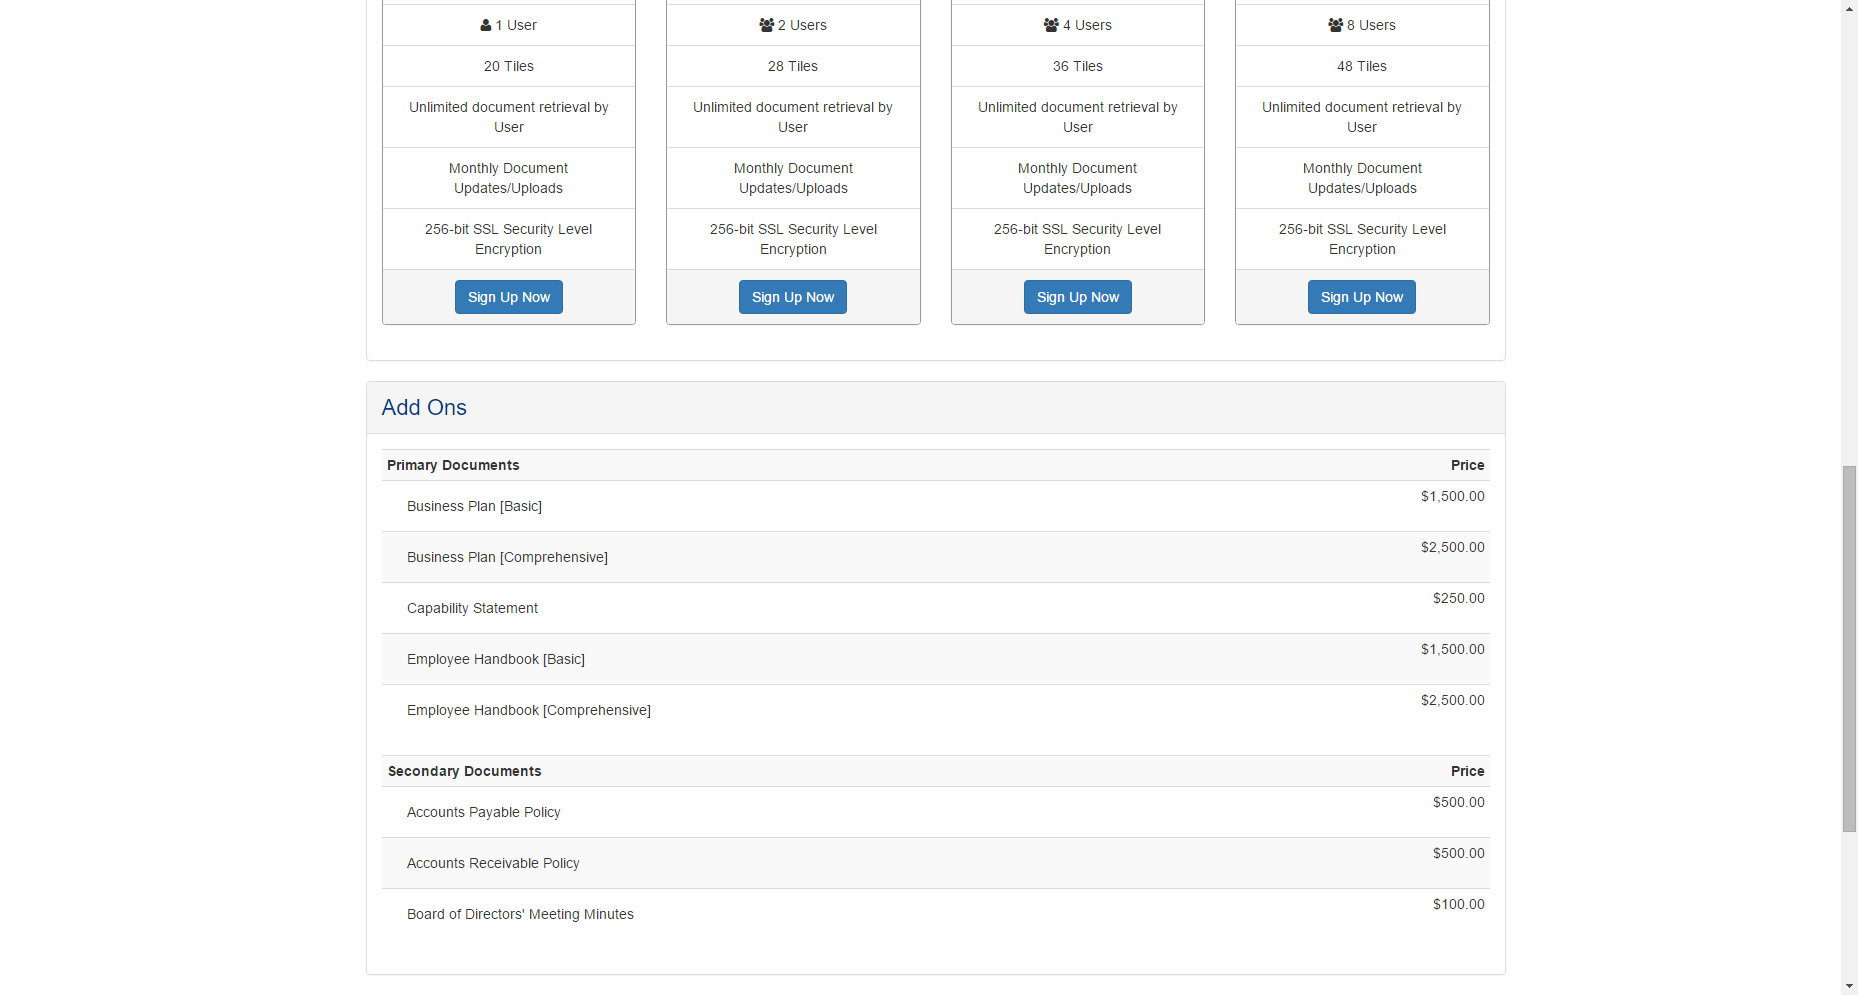 1 User
20 Tiles
Unlimited document retrieval by
User
Monthly Document
Updates/Uploads
256-bit SSL Security Level
Encryption
Sign Up Now
2 Users
28 Tiles
Unlimited document retrieval by
User
Monthly Document
Updates/Uploads
256-bit SSL Security Level
Encryption
Sign Up Now
4 Users
36 Tiles
Unlimited document retrieval by
User
Monthly Document
Updates/Uploads
256-bit SSL Security Level
Encryption
Sign Up Now
8 Users
48 Tiles
Unlimited document retrieval by
User
Monthly Document
Updates/Uploads
256-bit SSL Security Level
Encryption
Sign Up Now
Add Ons
Primary Documents Price
Business Plan [Basic] $1,500.00
Business Plan [Comprehensive] $2,500.00
Capability Statement $250.00
Employee Handbook [Basic] $1,500.00
Employee Handbook [Comprehensive] $2,500.00
Secondary Documents Price
Accounts Payable Policy $500.00
Accounts Receivable Policy $500.00
Board of Directors' Meeting Minutes $100.00